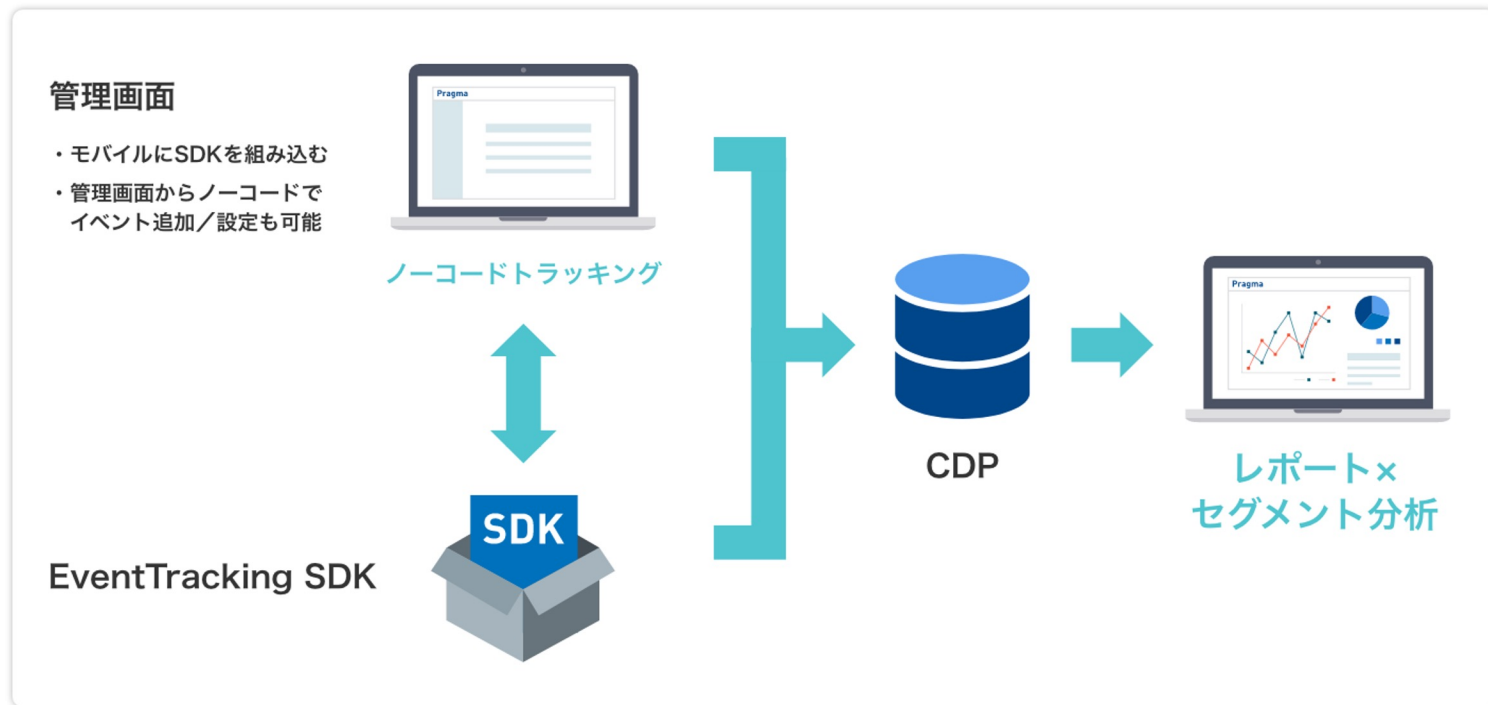 管理画面
・モバイルにSDKを組み込む
・管理画面からノーコードで
イベント追加／設定も可能
Pragma
ノーコードトラッキング
SDK
EventTracking SDK
CDP
Pragma
レポート×
セグメント分析